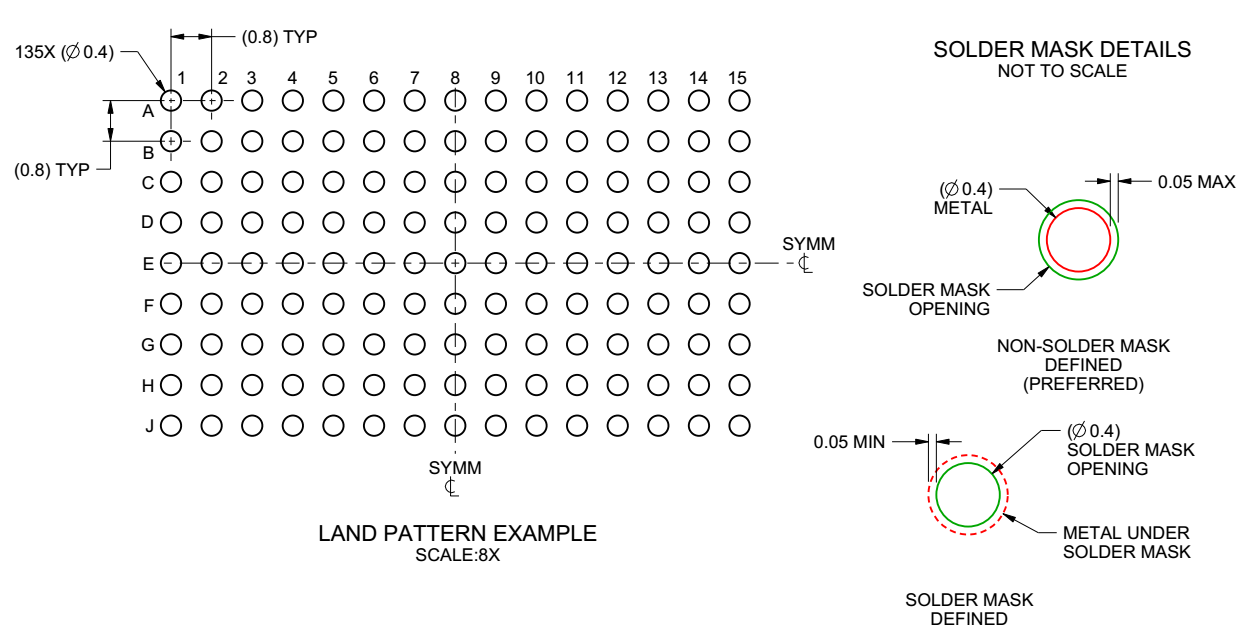 (0.8) TYP
135X (∅ 0.4)
1 2 3 4 5 6 7 8 9 10 11 12 13 14 15
A
B
(0.8) TYP
C
D
E
F
G
H
J
SYMM
℄
SYMM
℄
LAND PATTERN EXAMPLE
SCALE:8X
SOLDER MASK DETAILS
NOT TO SCALE
(∅ 0.4)
METAL
0.05 MAX
SOLDER MASK
OPENING
NON-SOLDER MASK
DEFINED
(PREFERRED)
0.05 MIN
(∅ 0.4)
SOLDER MASK
OPENING
METAL UNDER
SOLDER MASK
SOLDER MASK
DEFINED